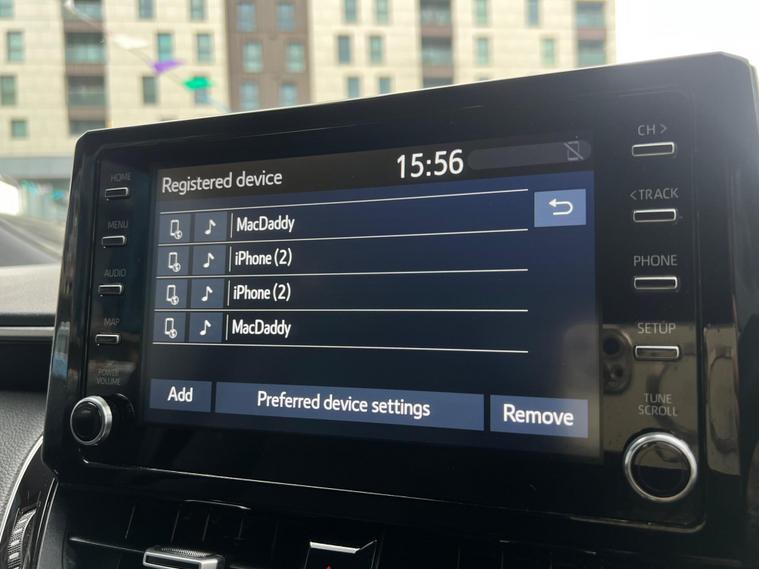 Registered device
15:56
MacDaddy
iPhone (2)
iPhone (2)
MacDaddy
Add
Preferred device settings
Remove
HOME
MENU
AUDIO
MAP
POWER
VOLUME
CH >
< TRACK
PHONE
SETUP
TUNE
SCROLL